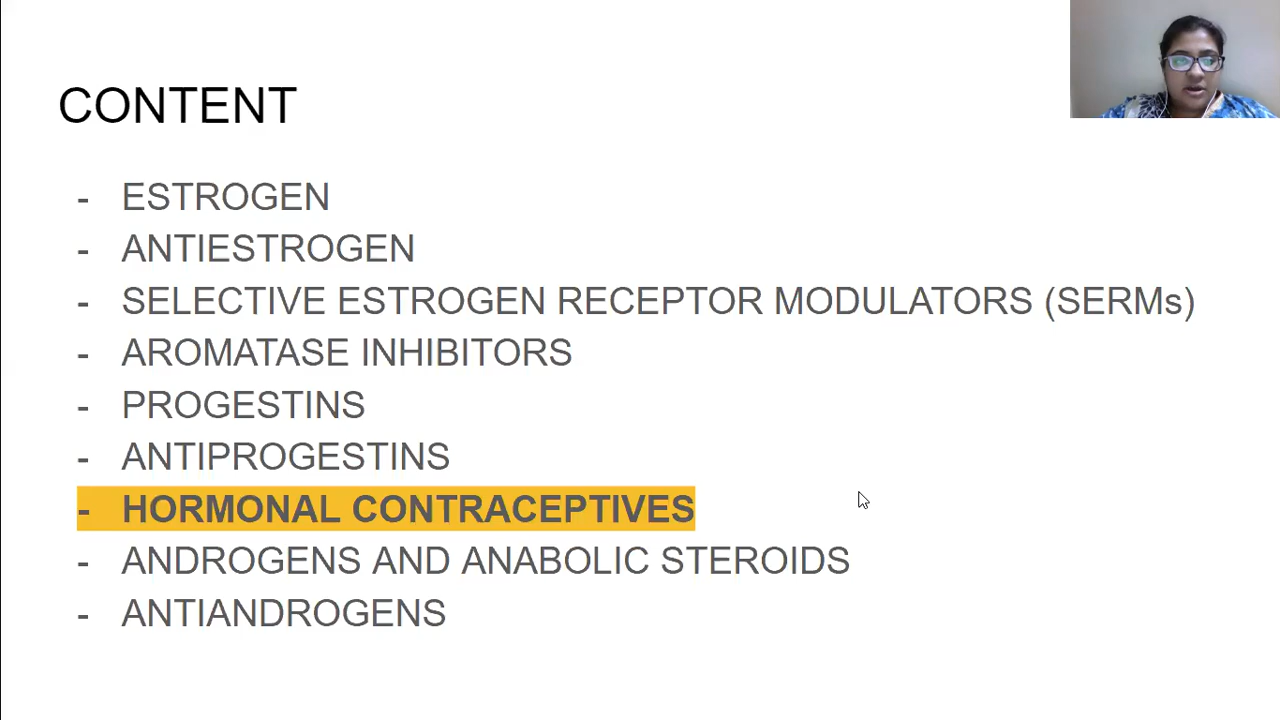 CONTENT
- ESTROGEN
- ANTIESTROGEN
- SELECTIVE ESTROGEN RECEPTOR MODULATORS (SERMs)
- AROMATASE INHIBITORS
- PROGESTINS
- ANTIPROGESTINS
- HORMONAL CONTRACEPTIVES
- ANDROGENS AND ANABOLIC STEROIDS
- ANTIANDROGENS